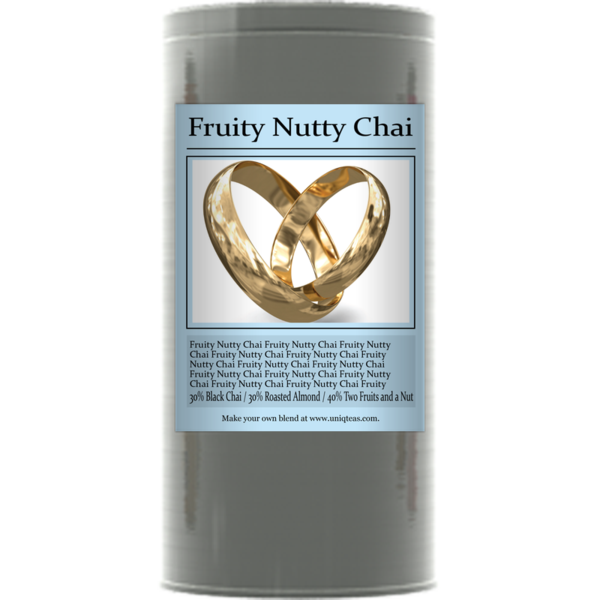 Fruity Nutty Chai
Fruity Nutty Chai Fruity Nutty Chai Fruity Nutty
Chai Fruity Nutty Chai Fruity Nutty Chai Fruity
Nutty Chai Fruity Nutty Chai Fruity Nutty Chai
Fruity Nutty Chai Fruity Nutty Chai Fruity Nutty
Chai Fruity Nutty Chai Fruity Nutty Chai Fruity
30% Black Chai / 30% Roasted Almond / 40% Two Fruits and a Nut
Make your own blend at www.uniqteas.com.